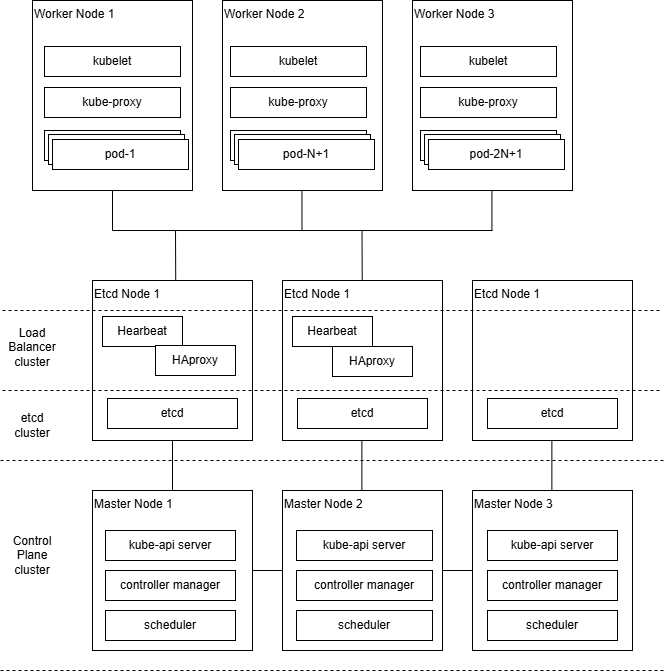 Worker Node 1
Worker Node 2
Worker Node 3
kubelet
kubelet
kubelet
kube-proxy
kube-proxy
kube-proxy
pod-1
pod-N+1
pod-2N+1
Etcd Node 1
Etcd Node 1
Etcd Node 1
Load
Balancer
cluster
Hearbeat
HAproxy
Hearbeat
HAproxy
etcd
cluster
etcd
etcd
etcd
Master Node 1
Master Node 2
Master Node 3
Control
Plane
cluster
kube-api server
kube-api server
kube-api server
controller manager
controller manager
controller manager
scheduler
scheduler
scheduler